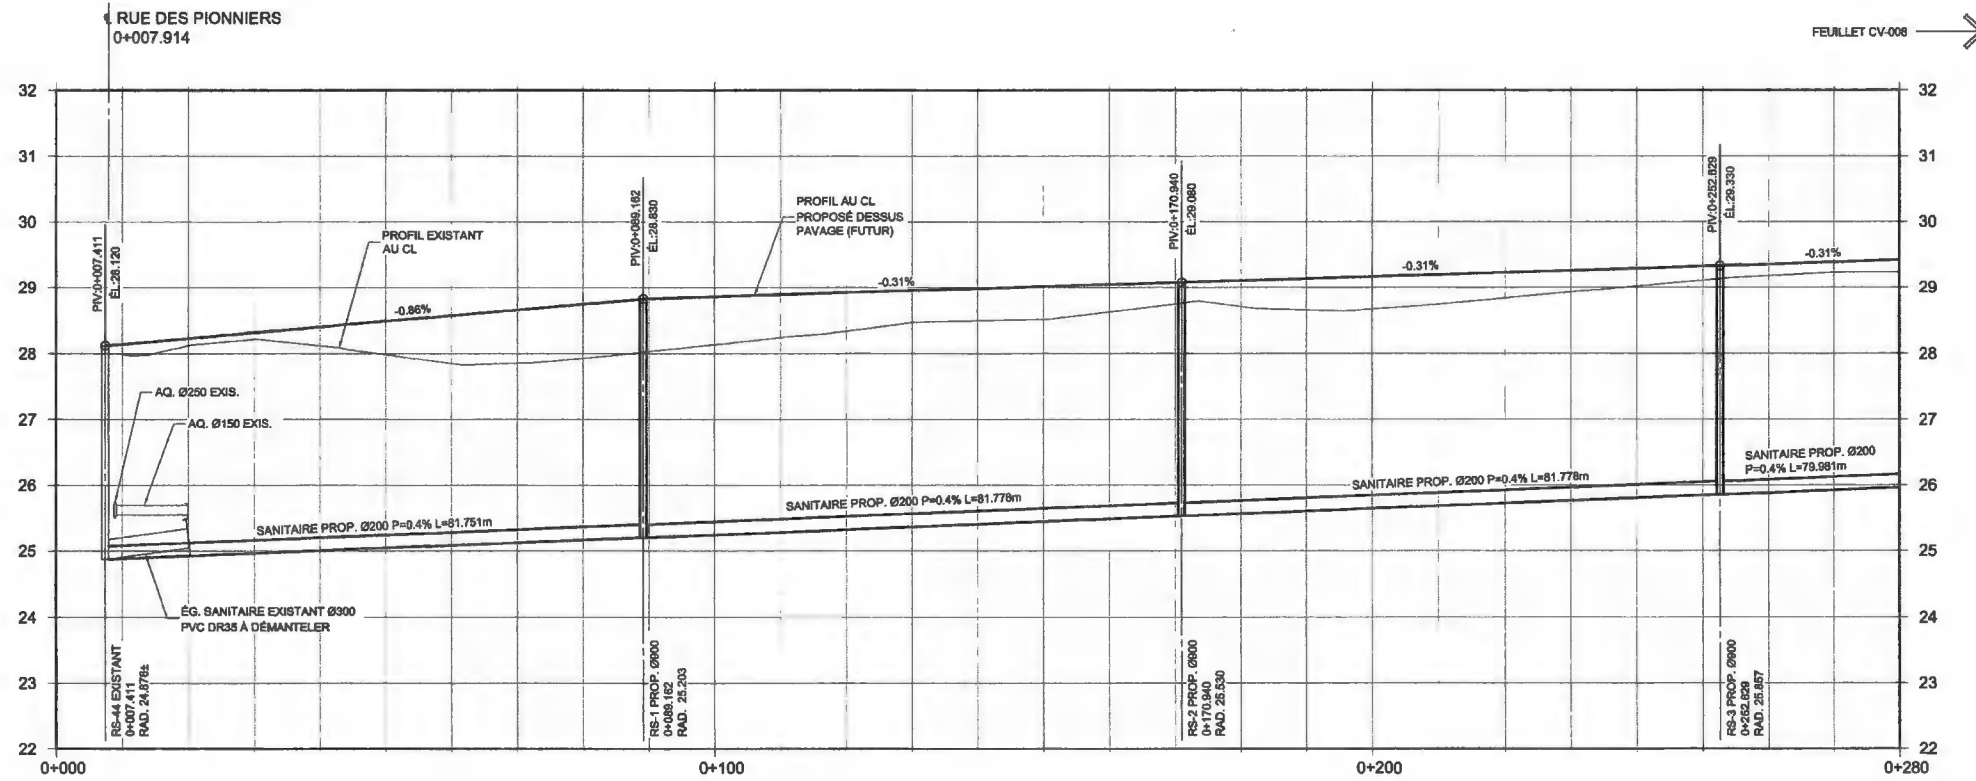 ℄ RUE DES PIONNIERS
0+007.914
FEUILLET CV-008
32
31
30
29
28
27
26
25
24
23
22
32
31
30
29
28
27
26
25
24
23
22
PIV:0+007.411
ÉL:28.120
PROFIL EXISTANT
AU CL
PIV:0+089.162
ÉL:28.830
PROFIL AU CL
PROPOSÉ DESSUS
PAVAGE (FUTUR)
PIV:0+170.940
ÉL:29.080
PIV:0+252.629
ÉL:29.330
-0.86%
-0.31%
-0.31%
-0.31%
AQ. Ø250 EXIS.
AQ. Ø150 EXIS.
SANITAIRE PROP. Ø200 P=0.4% L=81.751m
SANITAIRE PROP. Ø200 P=0.4% L=81.778m
SANITAIRE PROP. Ø200 P=0.4% L=81.778m
SANITAIRE PROP. Ø200
P=0.4% L=79.981m
ÉG. SANITAIRE EXISTANT Ø300
PVC DR35 À DÉMANTELER
RS-44 EXISTANT
0+007.411
RAD. 24.876±
RS-1 PROP. Ø900
0+089.162
RAD. 25.203
RS-2 PROP. Ø900
0+170.940
RAD. 25.530
RS-3 PROP. Ø900
0+252.629
RAD. 25.857
0+000
0+100
0+200
0+280